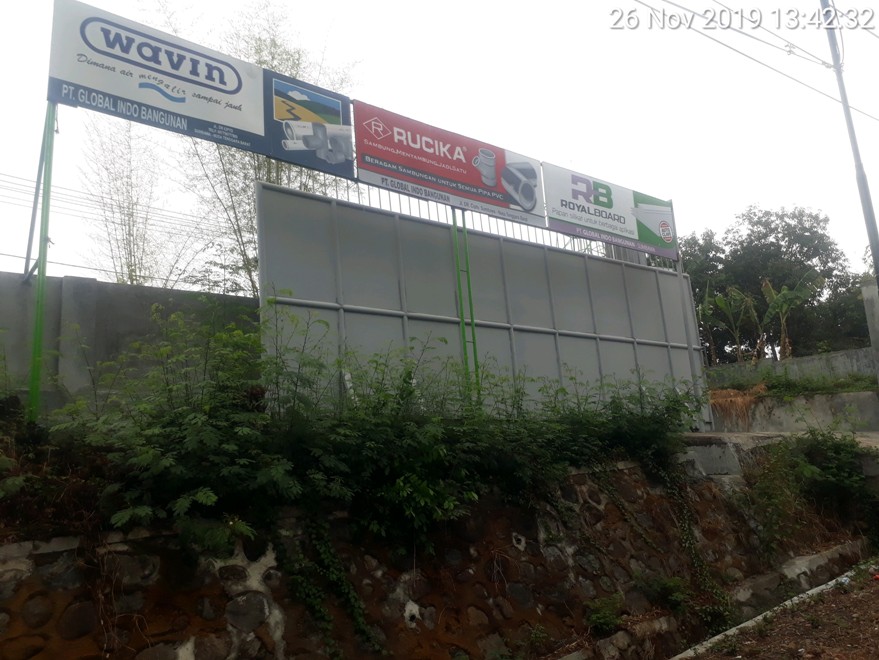 26 Nov 2019 13:42:32
wavin
Dimana air mengalir sampai jauh
PT. GLOBAL INDO BANGUNAN
RUCIKA
SAMBUNG,MENYAMBUNG,JADI,SATU
BERAGAM SAMBUNGAN UNTUK SEMUA PIPA PVC
PT. GLOBAL INDO BANGUNAN
RB
ROYALBOARD
PT. GLOBAL INDO BANGUNAN